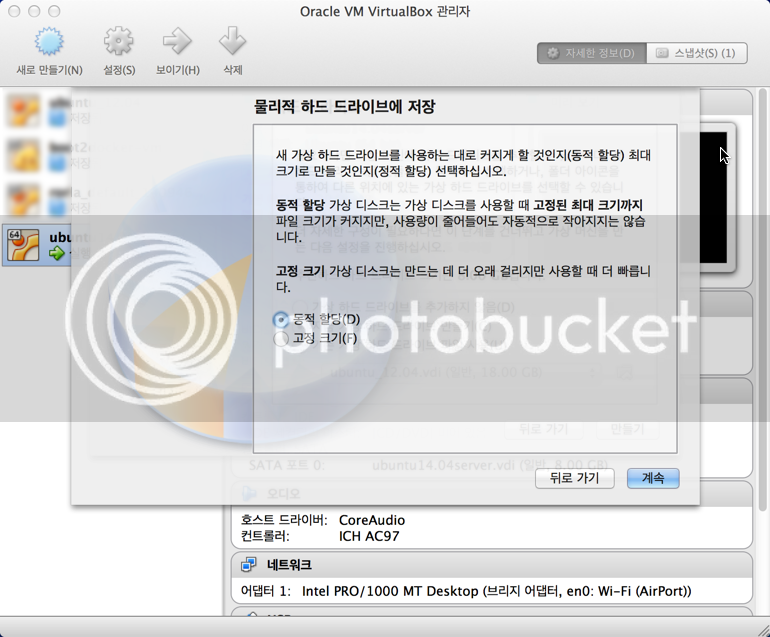 Oracle VM VirtualBox 관리자
새로 만들기(N)
설정(S)
보이기(H)
삭제
자세한 정보(D)
스냅샷(S) (1)
물리적 하드 드라이브에 저장
새 가상 하드 드라이브를 사용하는 대로 커지게 할 것인지(동적 할당) 최대
크기로 만들 것인지(정적 할당) 선택하십시오.
동적 할당 가상 디스크는 가상 디스크를 사용할 때 고정된 최대 크기까지
파일 크기가 커지지만, 사용량이 줄어들어도 자동적으로 작아지지는 않습
니다.
고정 크기 가상 디스크는 만드는 데 더 오래 걸리지만 사용할 때 더 빠릅니
다.
동적 할당(D)
고정 크기(F)
64
ubun
photobucket
뒤로 가기
만들기
SATA 포트 0: ubuntu14.04server.vdi (일반, 8.00 GB)
뒤로 가기
계속
오디오
호스트 드라이버: CoreAudio
컨트롤러: ICH AC97
네트워크
어댑터 1: Intel PRO/1000 MT Desktop (브리지 어댑터, en0: Wi-Fi (AirPort))